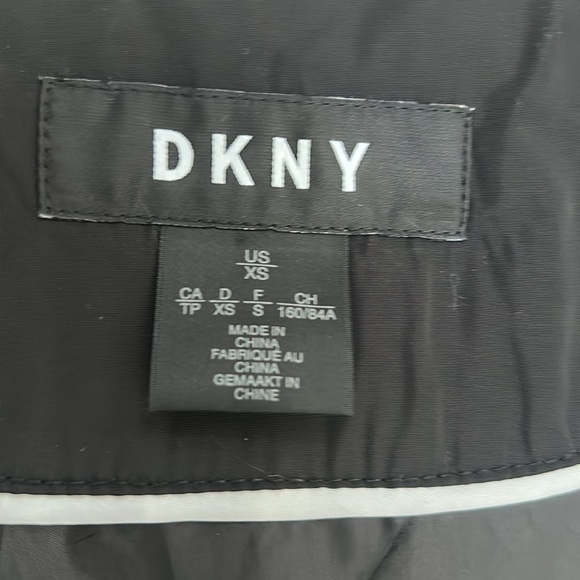 DKNY
US
XS
CA D F CH
TP XS S 160/84A
MADE IN
CHINA
FABRIQUÉ AU
CHINA
GEMAAKT IN
CHINE